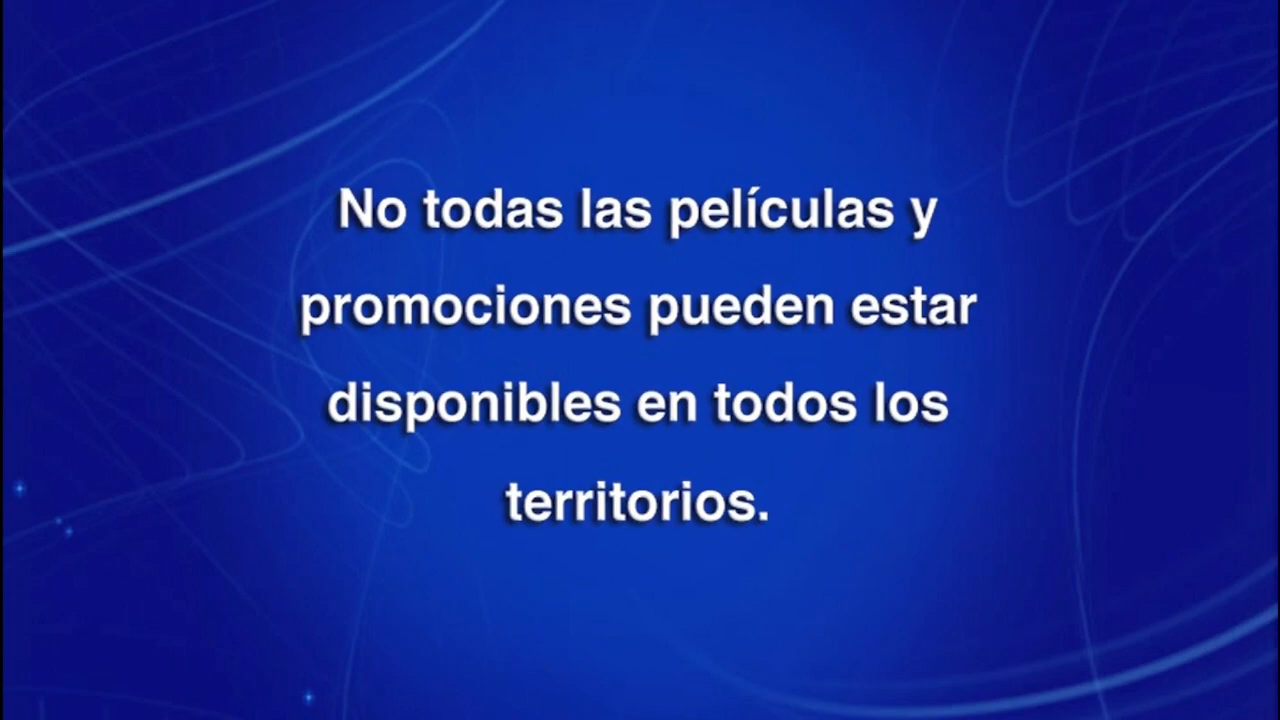 No todas las películas y
promociones pueden estar
disponibles en todos los
territorios.